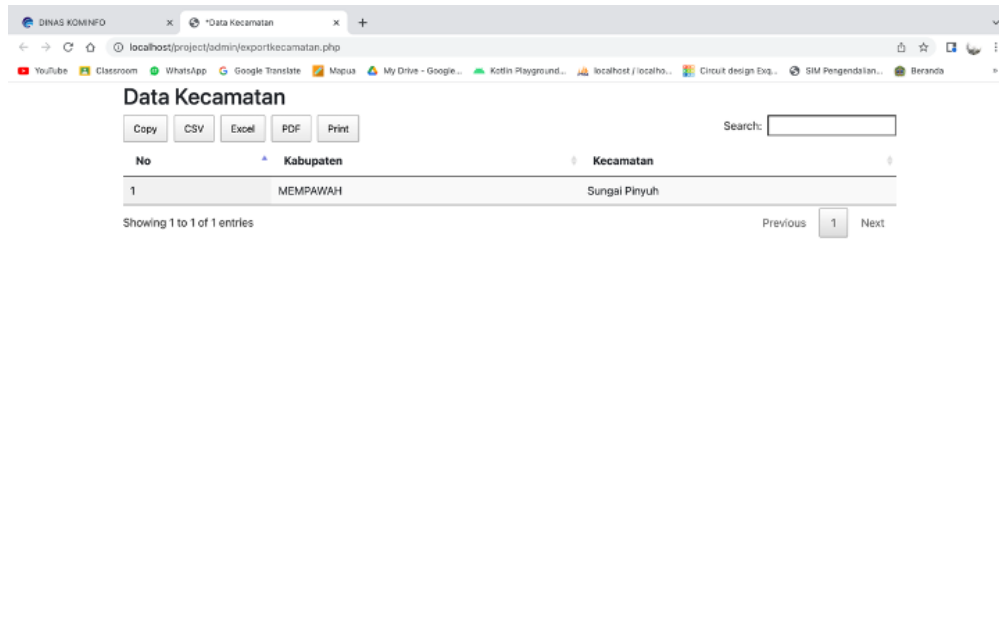 DINAS KOMINFO *Data Kecamatan
localhost/project/admin/exportkecamatan.php
YouTube Classroom WhatsApp Google Translate Mapua My Drive - Google... Kotlin Playground... localhost / localho... Circuit design Exq... SIM Pengendalian... Beranda
Data Kecamatan
Copy CSV Excel PDF Print Search:
No Kabupaten Kecamatan
1 MEMPAWAH Sungai Pinyuh
Showing 1 to 1 of 1 entries Previous 1 Next